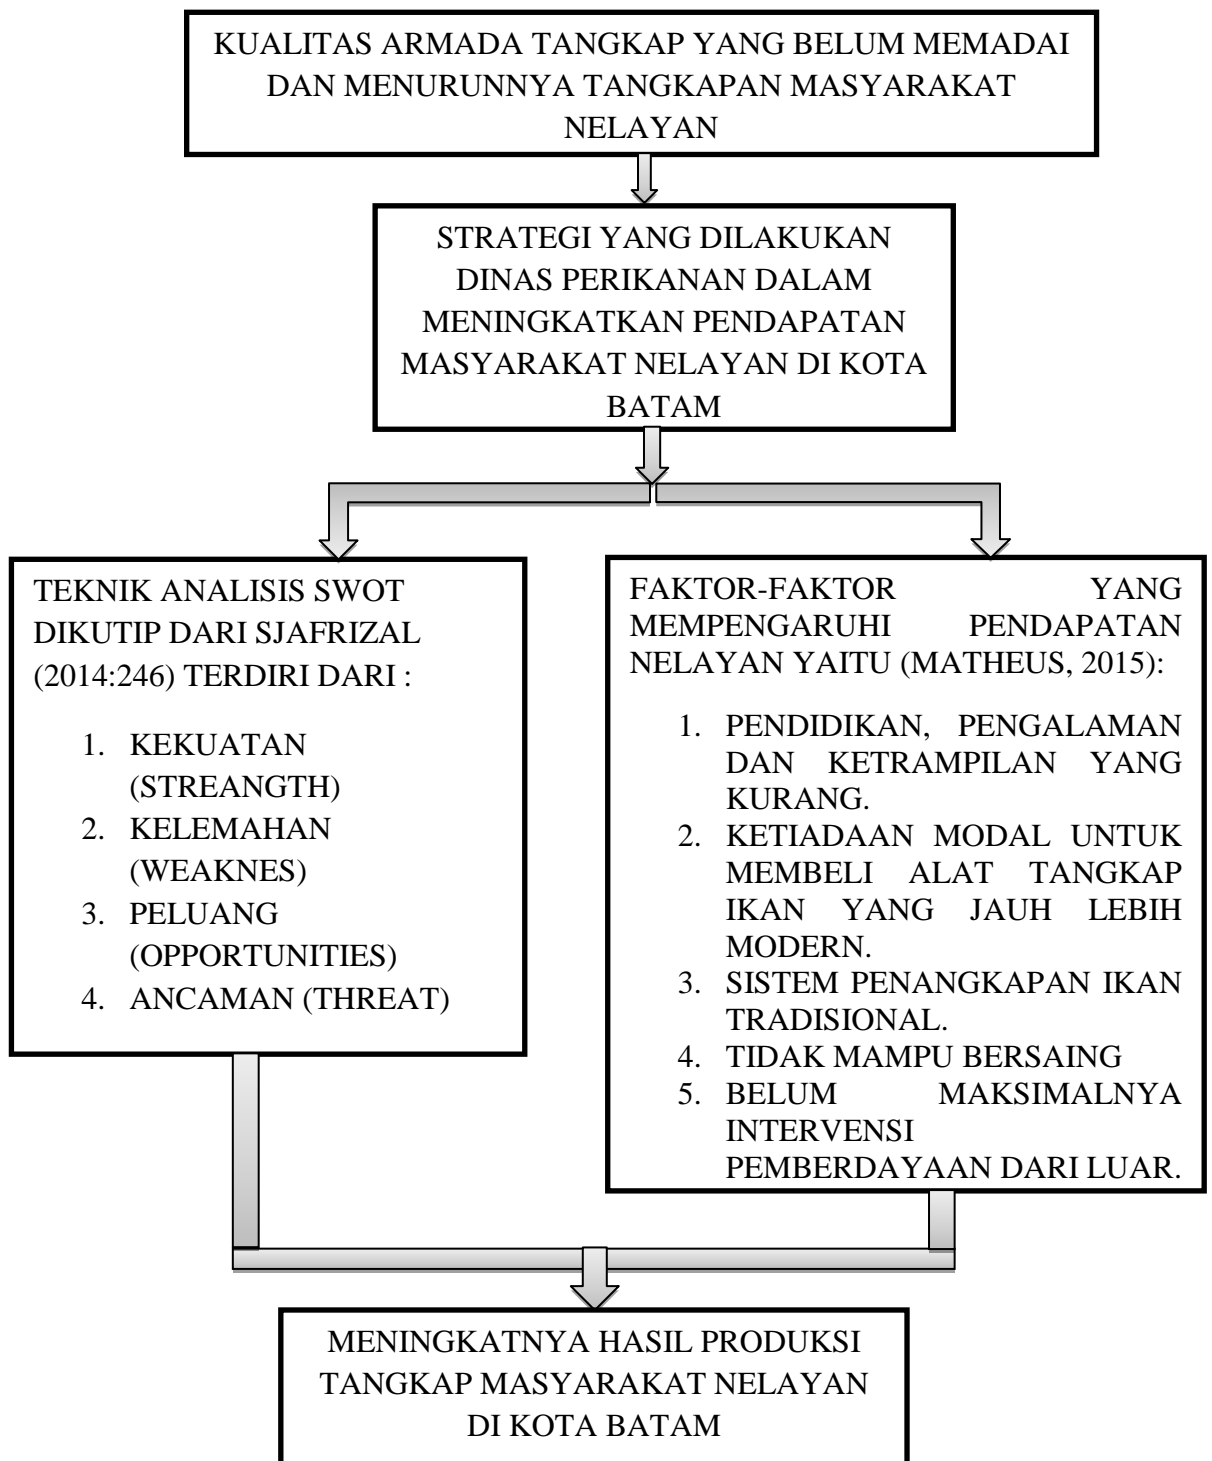 KUALITAS ARMADA TANGKAP YANG BELUM MEMADAI
DAN MENURUNNYA TANGKAPAN MASYARAKAT
NELAYAN
STRATEGI YANG DILAKUKAN
DINAS PERIKANAN DALAM
MENINGKATKAN PENDAPATAN
MASYARAKAT NELAYAN DI KOTA
BATAM
TEKNIK ANALISIS SWOT
DIKUTIP DARI SJAFRIZAL
(2014:246) TERDIRI DARI :
1. KEKUATAN
(STREANGTH)
2. KELEMAHAN
(WEAKNES)
3. PELUANG
(OPPORTUNITIES)
4. ANCAMAN (THREAT)
FAKTOR-FAKTOR YANG
MEMPENGARUHI PENDAPATAN
NELAYAN YAITU (MATHEUS, 2015):
1. PENDIDIKAN, PENGALAMAN
DAN KETRAMPILAN YANG
KURANG.
2. KETIADAAN MODAL UNTUK
MEMBELI ALAT TANGKAP
IKAN YANG JAUH LEBIH
MODERN.
3. SISTEM PENANGKAPAN IKAN
TRADISIONAL.
4. TIDAK MAMPU BERSAING
5. BELUM MAKSIMALNYA
INTERVENSI
PEMBERDAYAAN DARI LUAR.
MENINGKATNYA HASIL PRODUKSI
TANGKAP MASYARAKAT NELAYAN
DI KOTA BATAM